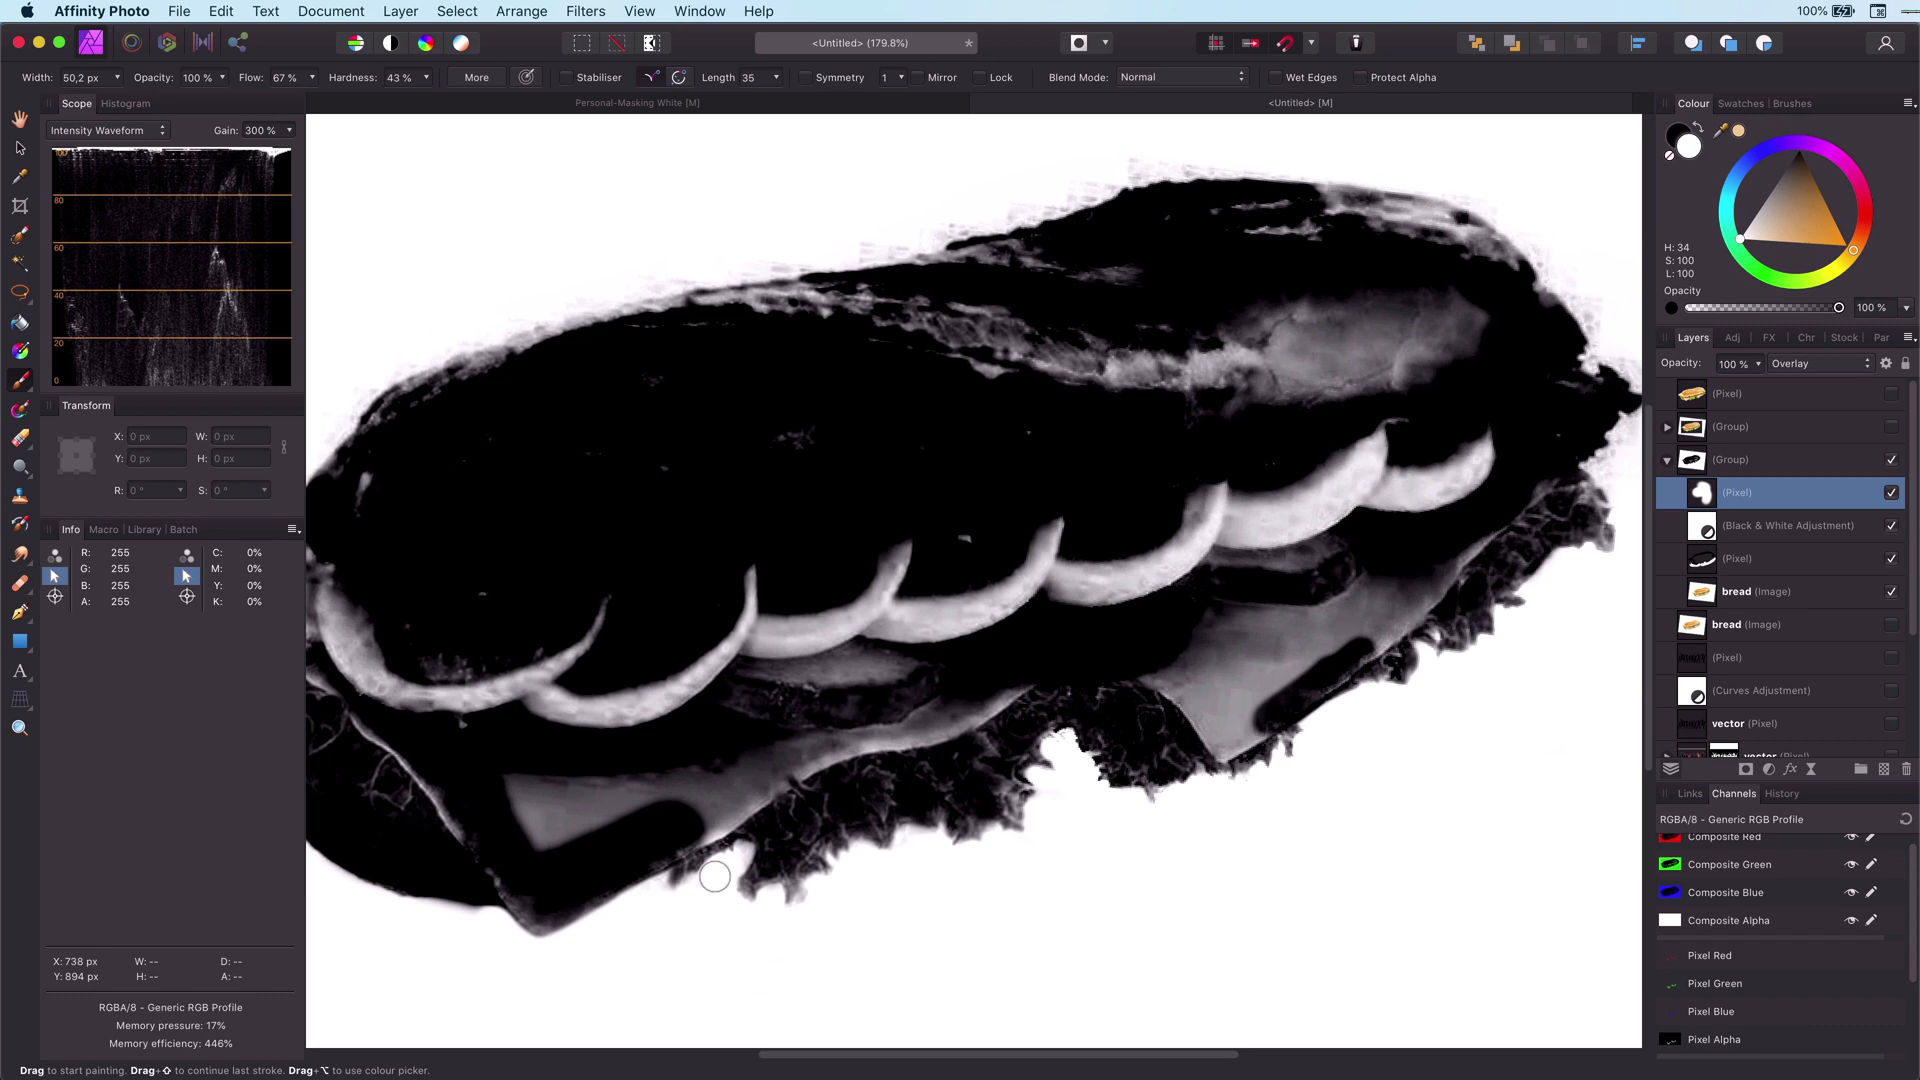 Affinity Photo File Edit Text Document Layer Select Arrange Filters View Window Help 100%
<Untitled> (179.8%) *
Width: 50,2 px Opacity: 100 % Flow: 67 % Hardness: 43 % More Stabiliser Length 35 Symmetry 1 Mirror Lock Blend Mode: Normal Wet Edges Protect Alpha
Scope Histogram
Personal-Masking White [M] <Untitled> [M]
Colour Swatches Brushes
Intensity Waveform Gain: 300 %
100
80
60
40
20
0
H: 34
S: 100
L: 100
Opacity
100 %
Layers Adj FX Chr Stock Par
Opacity: 100 % Overlay
(Pixel)
(Group)
(Group)
(Pixel)
(Black & White Adjustment)
(Pixel)
bread (Image)
bread (Image)
(Pixel)
(Curves Adjustment)
vector (Pixel)
vector (Pixel)
Transform
X: 0 px W: 0 px
Y: 0 px H: 0 px
R: 0 ° S: 0 °
Info Macro Library Batch
R: 255 C: 0%
G: 255 M: 0%
B: 255 Y: 0%
A: 255 K: 0%
Links Channels History
RGBA/8 - Generic RGB Profile
Composite Red
Composite Green
Composite Blue
Composite Alpha
Pixel Red
Pixel Green
Pixel Blue
Pixel Alpha
X: 738 px W: -- D: --
Y: 894 px H: -- A: --
RGBA/8 - Generic RGB Profile
Memory pressure: 17%
Memory efficiency: 446%
Drag to start painting. Drag+⇧ to continue last stroke. Drag+⌥ to use colour picker.